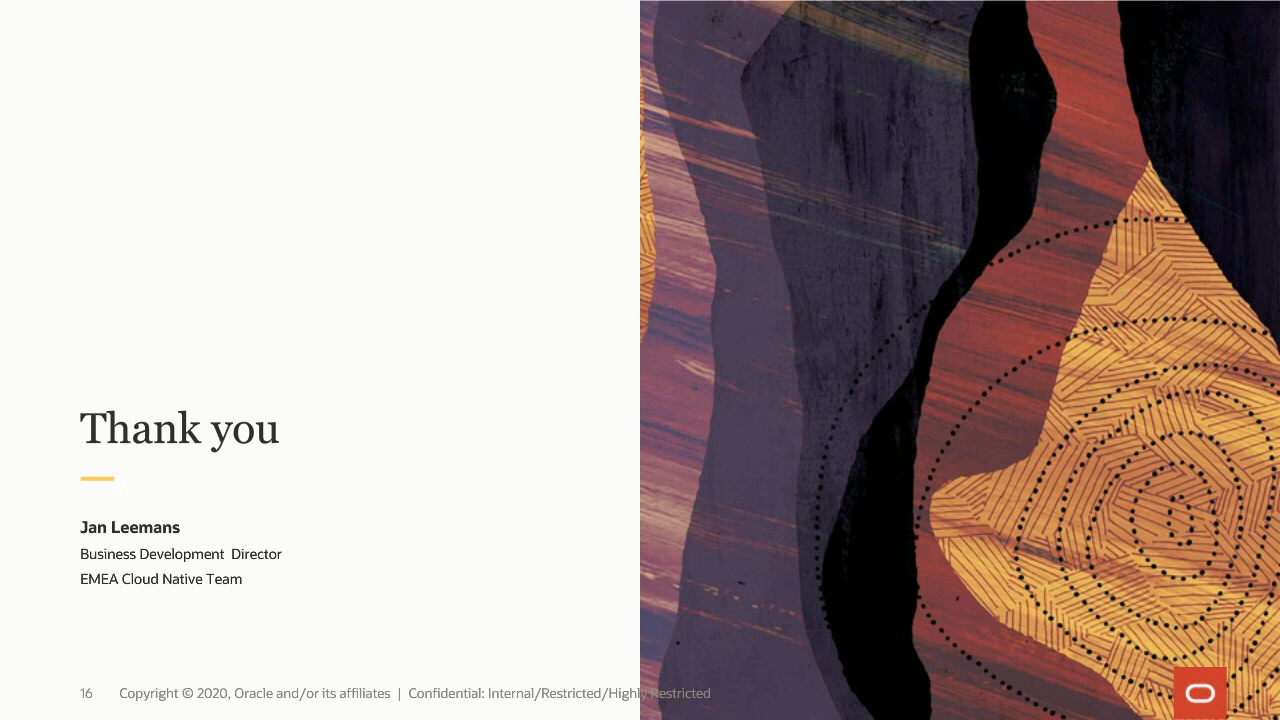 Thank you
Jan Leemans
Business Development Director
EMEA Cloud Native Team
16 Copyright © 2020, Oracle and/or its affiliates | Confidential: Internal/Restricted/Highly Restricted